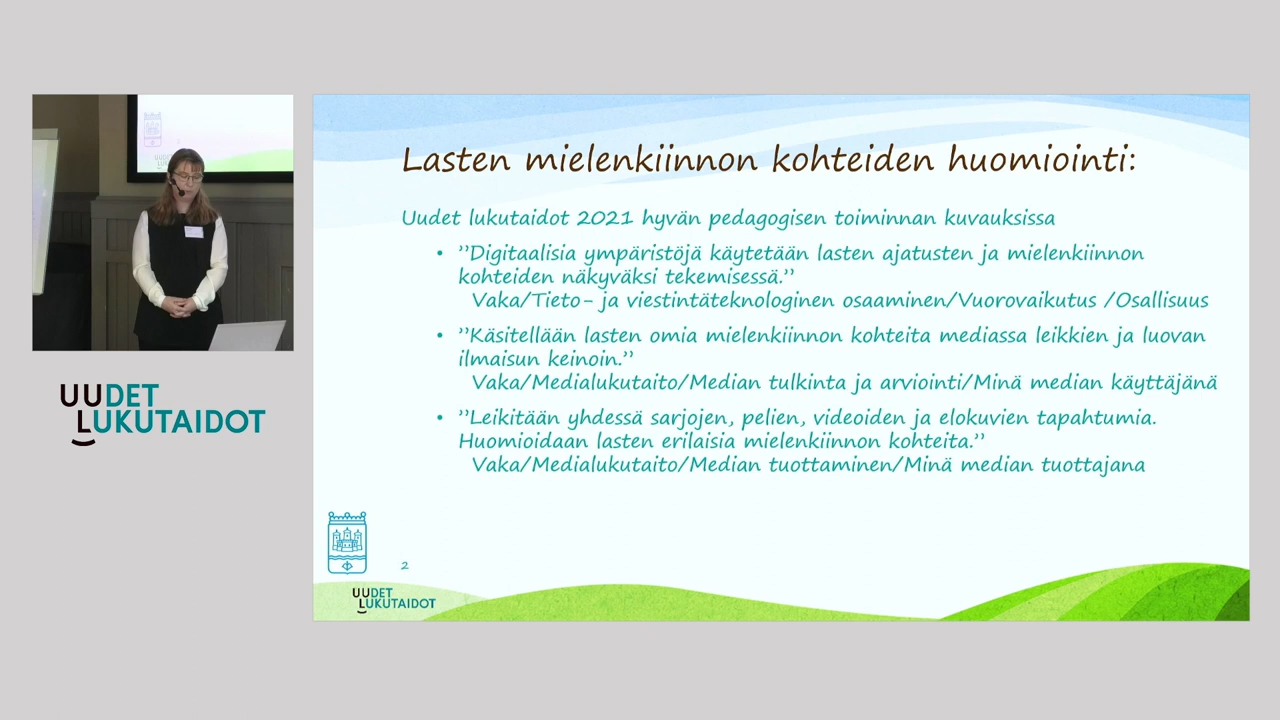 UUDET
LUKUTAIDOT
Lasten mielenkiinnon kohteiden huomiointi:
Uudet lukutaidot 2021 hyvän pedagogisen toiminnan kuvauksissa
• ”Digitaalisia ympäristöjä käytetään lasten ajatusten ja mielenkiinnon
kohteiden näkyväksi tekemisessä.”
Vaka/Tieto- ja viestintäteknologinen osaaminen/Vuorovaikutus /Osallisuus
• ”Käsitellään lasten omia mielenkiinnon kohteita mediassa leikkien ja luovan
ilmaisun keinoin.”
Vaka/Medialukutaito/Median tulkinta ja arviointi/Minä median käyttäjänä
• ”Leikitään yhdessä sarjojen, pelien, videoiden ja elokuvien tapahtumia.
Huomioidaan lasten erilaisia mielenkiinnon kohteita.”
Vaka/Medialukutaito/Median tuottaminen/Minä median tuottajana
2
UUDET
LUKUTAIDOT